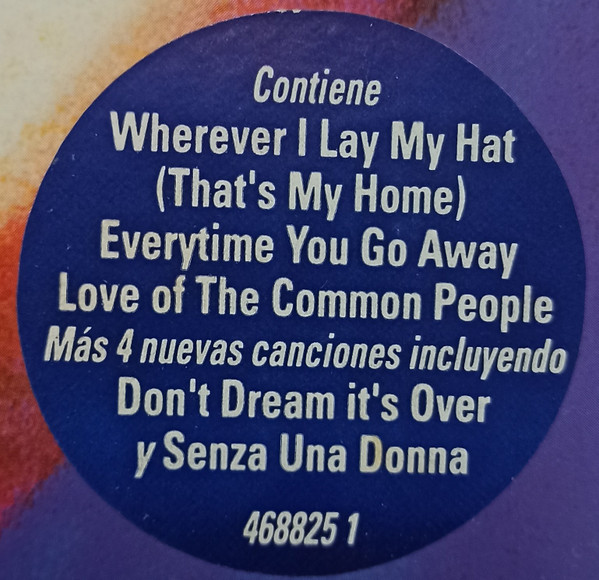 Contiene
Wherever I Lay My Hat
(That's My Home)
Everytime You Go Away
Love of The Common People
Más 4 nuevas canciones incluyendo
Don't Dream it's Over
y Senza Una Donna
468825 1